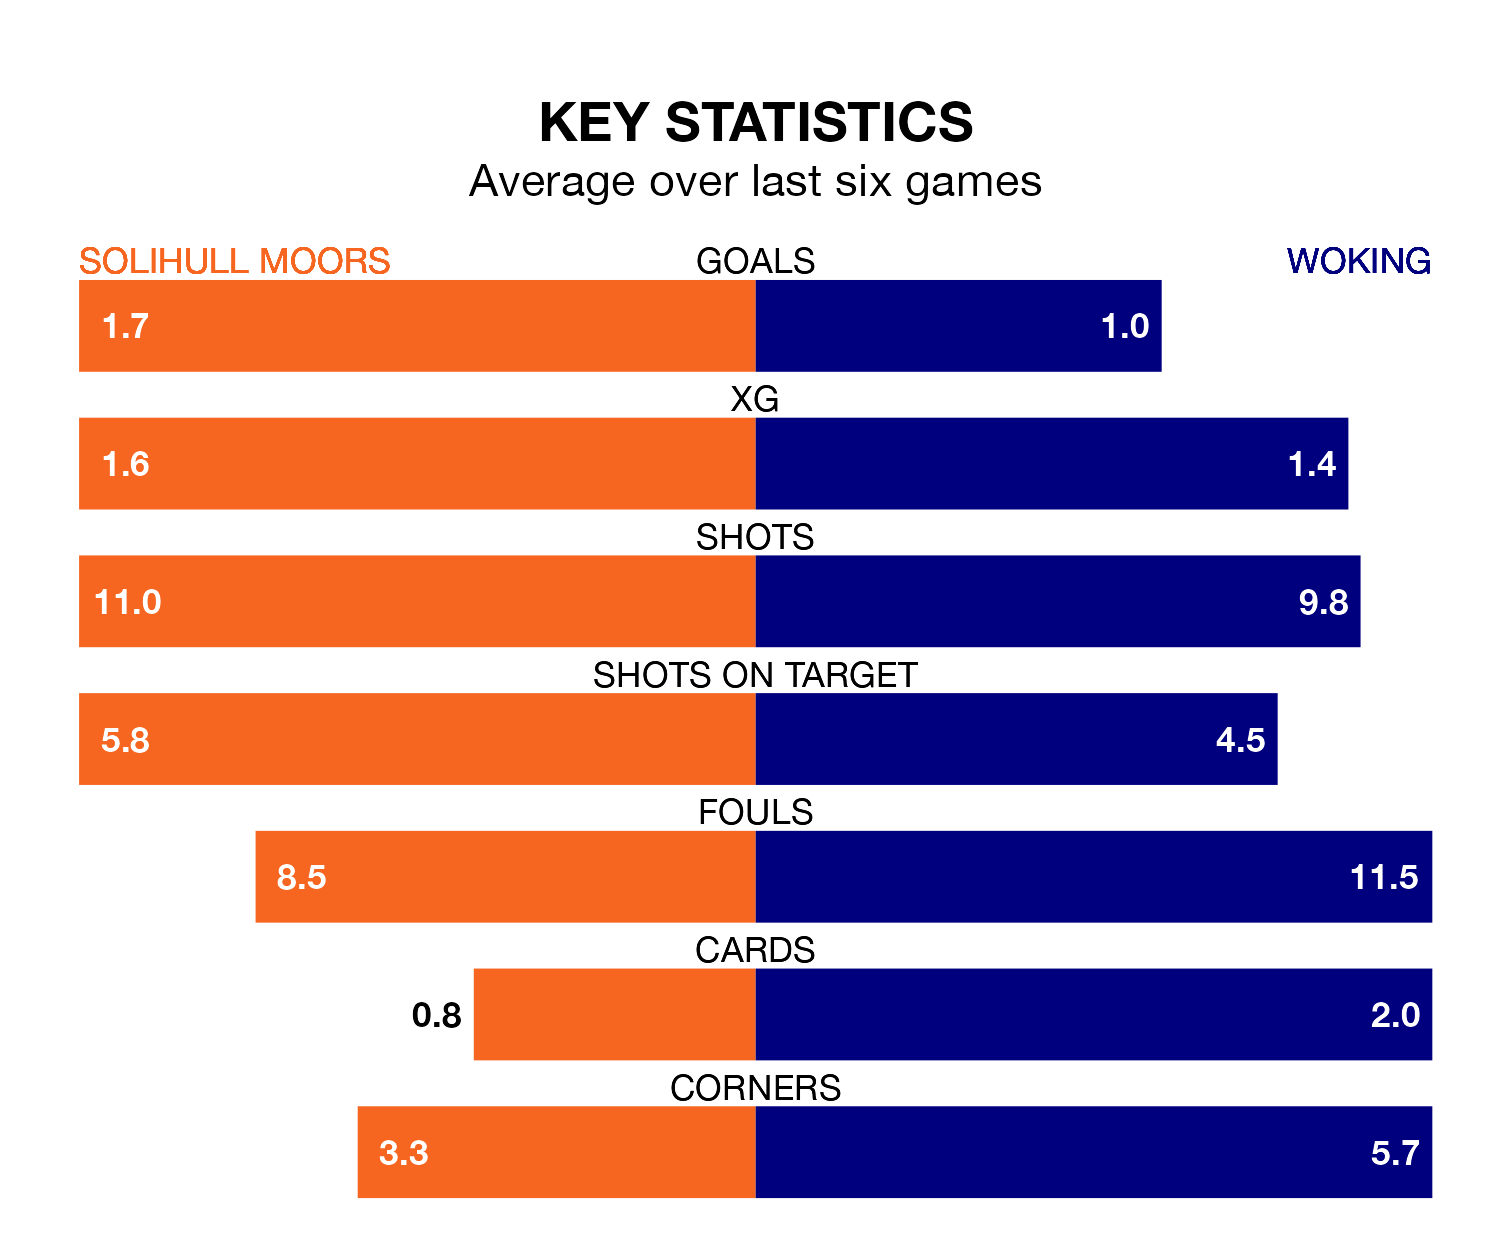 KEY STATISTICS
Average over last six games
SOLIHULL MOORS GOALS WOKING
1.7 1.0
XG
1.6 1.4
SHOTS
11.0 9.8
SHOTS ON TARGET
5.8 4.5
FOULS
8.5 11.5
CARDS
0.8 2.0
CORNERS
3.3 5.7